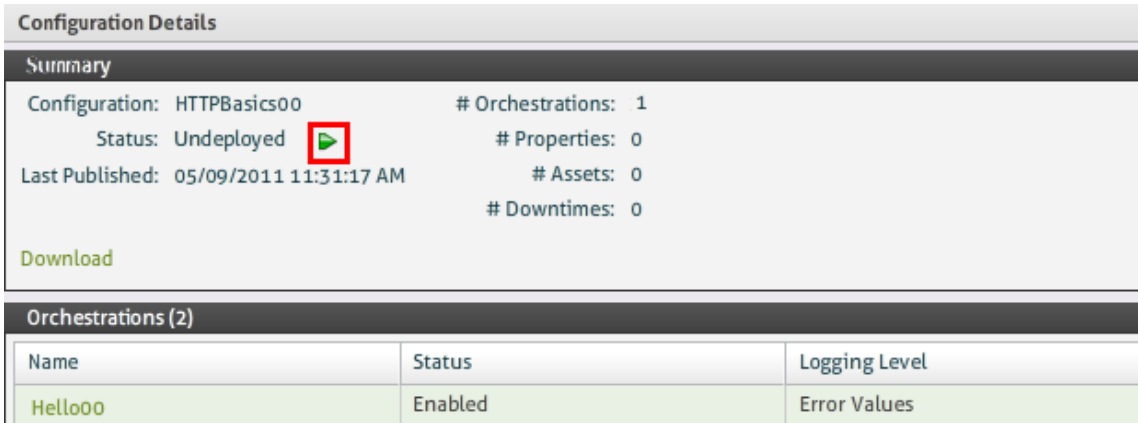 Configuration Details
Summary
Configuration: HTTPBasics00 # Orchestrations: 1
Status: Undeployed # Properties: 0
Last Published: 05/09/2011 11:31:17 AM # Assets: 0
# Downtimes: 0
Download
Orchestrations (2)
Name Status Logging Level
Hello00 Enabled Error Values